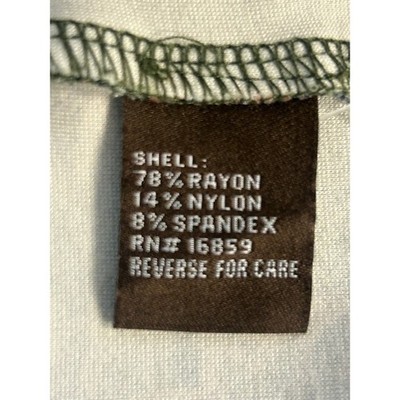 SHELL:
78% RAYON
14% NYLON
8% SPANDEX
RN# 16859
REVERSE FOR CARE